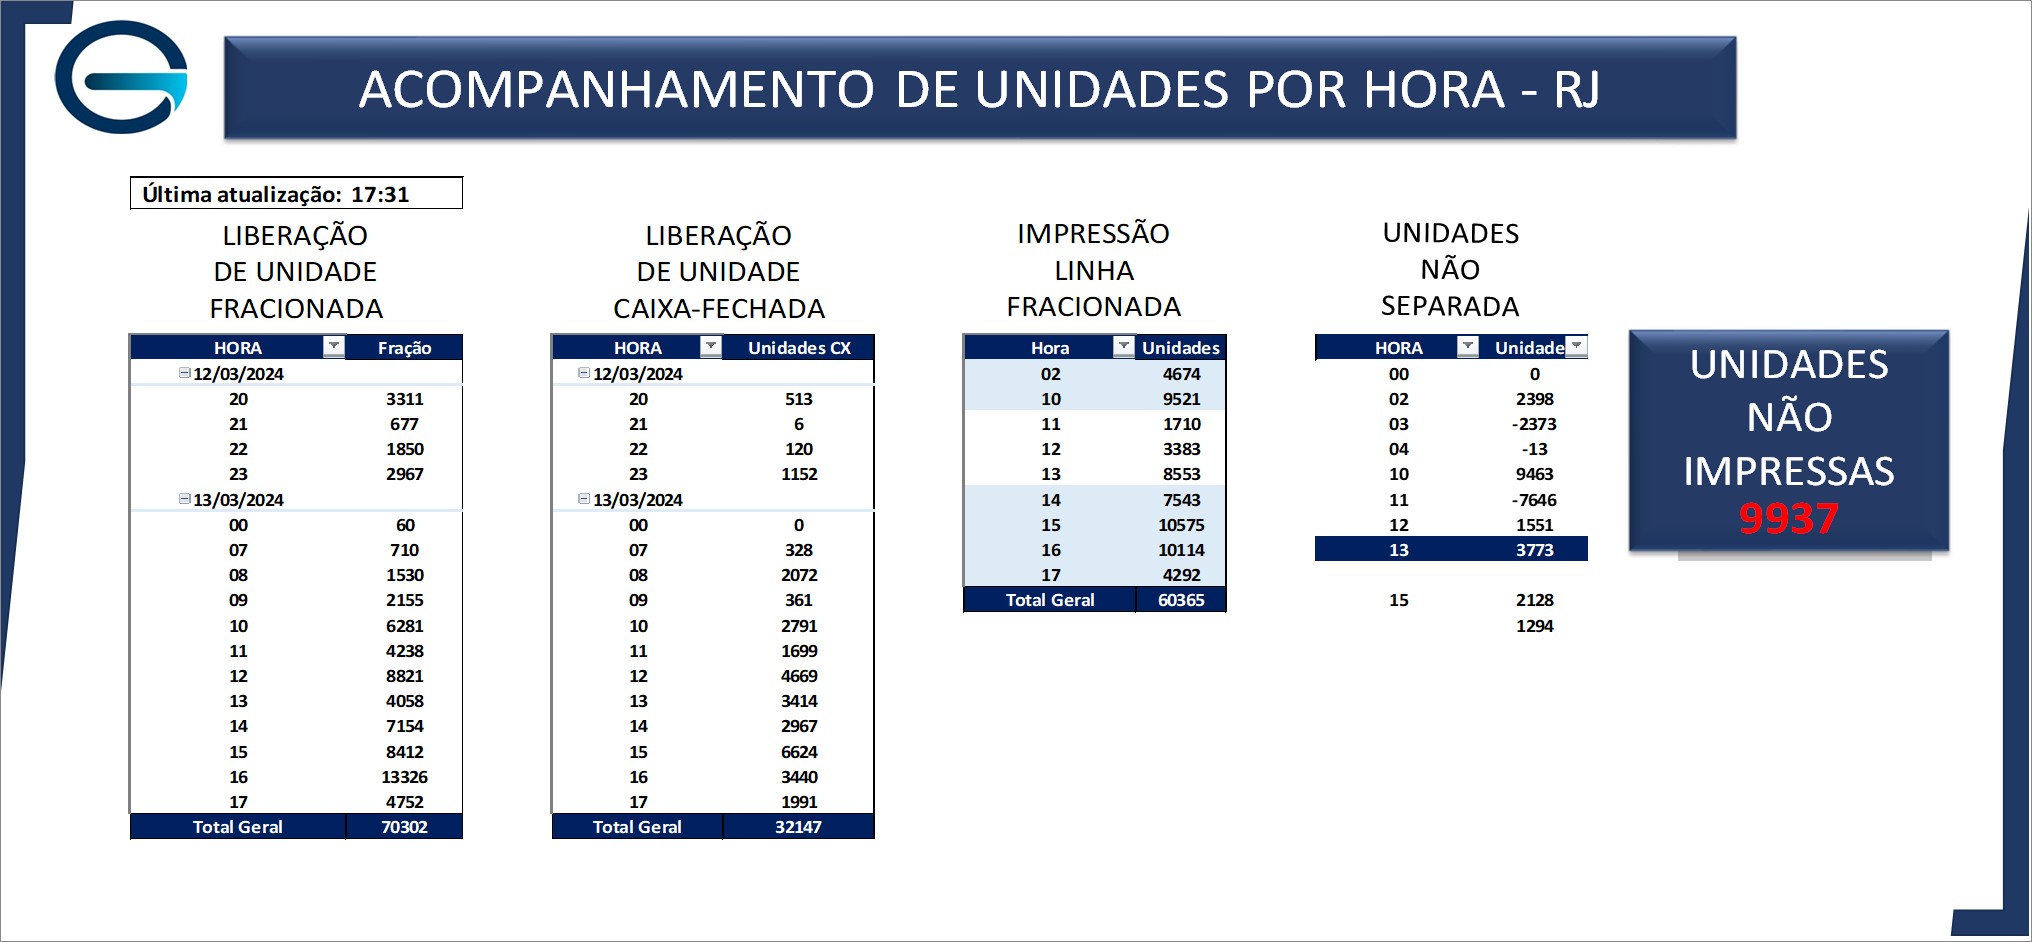 ACOMPANHAMENTO DE UNIDADES POR HORA - RJ
Última atualização: 17:31
LIBERAÇÃO
DE UNIDADE
FRACIONADA
HORA Fração
12/03/2024
20 3311
21 677
22 1850
23 2967
13/03/2024
00 60
07 710
08 1530
09 2155
10 6281
11 4238
12 8821
13 4058
14 7154
15 8412
16 13326
17 4752
Total Geral 70302
LIBERAÇÃO
DE UNIDADE
CAIXA-FECHADA
HORA Unidades CX
12/03/2024
20 513
21 6
22 120
23 1152
13/03/2024
00 0
07 328
08 2072
09 361
10 2791
11 1699
12 4669
13 3414
14 2967
15 6624
16 3440
17 1991
Total Geral 32147
IMPRESSÃO
LINHA
FRACIONADA
Hora Unidades
02 4674
10 9521
11 1710
12 3383
13 8553
14 7543
15 10575
16 10114
17 4292
Total Geral 60365
UNIDADES
NÃO
SEPARADA
HORA Unidade
00 0
02 2398
03 -2373
04 -13
10 9463
11 -7646
12 1551
13 3773
15 2128
1294
UNIDADES
NÃO
IMPRESSAS
9937